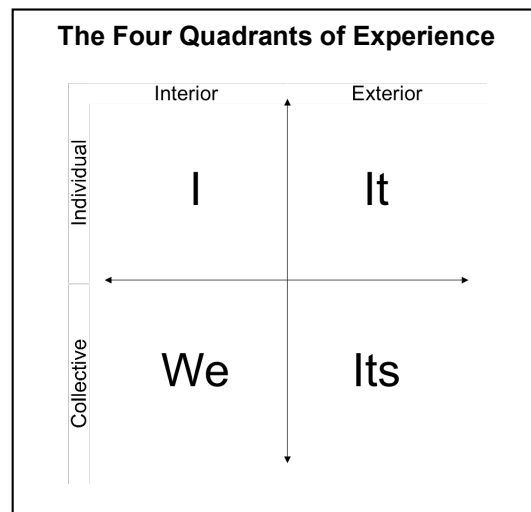 The Four Quadrants of Experience
Interior Exterior
Individual
I It
Collective
We Its